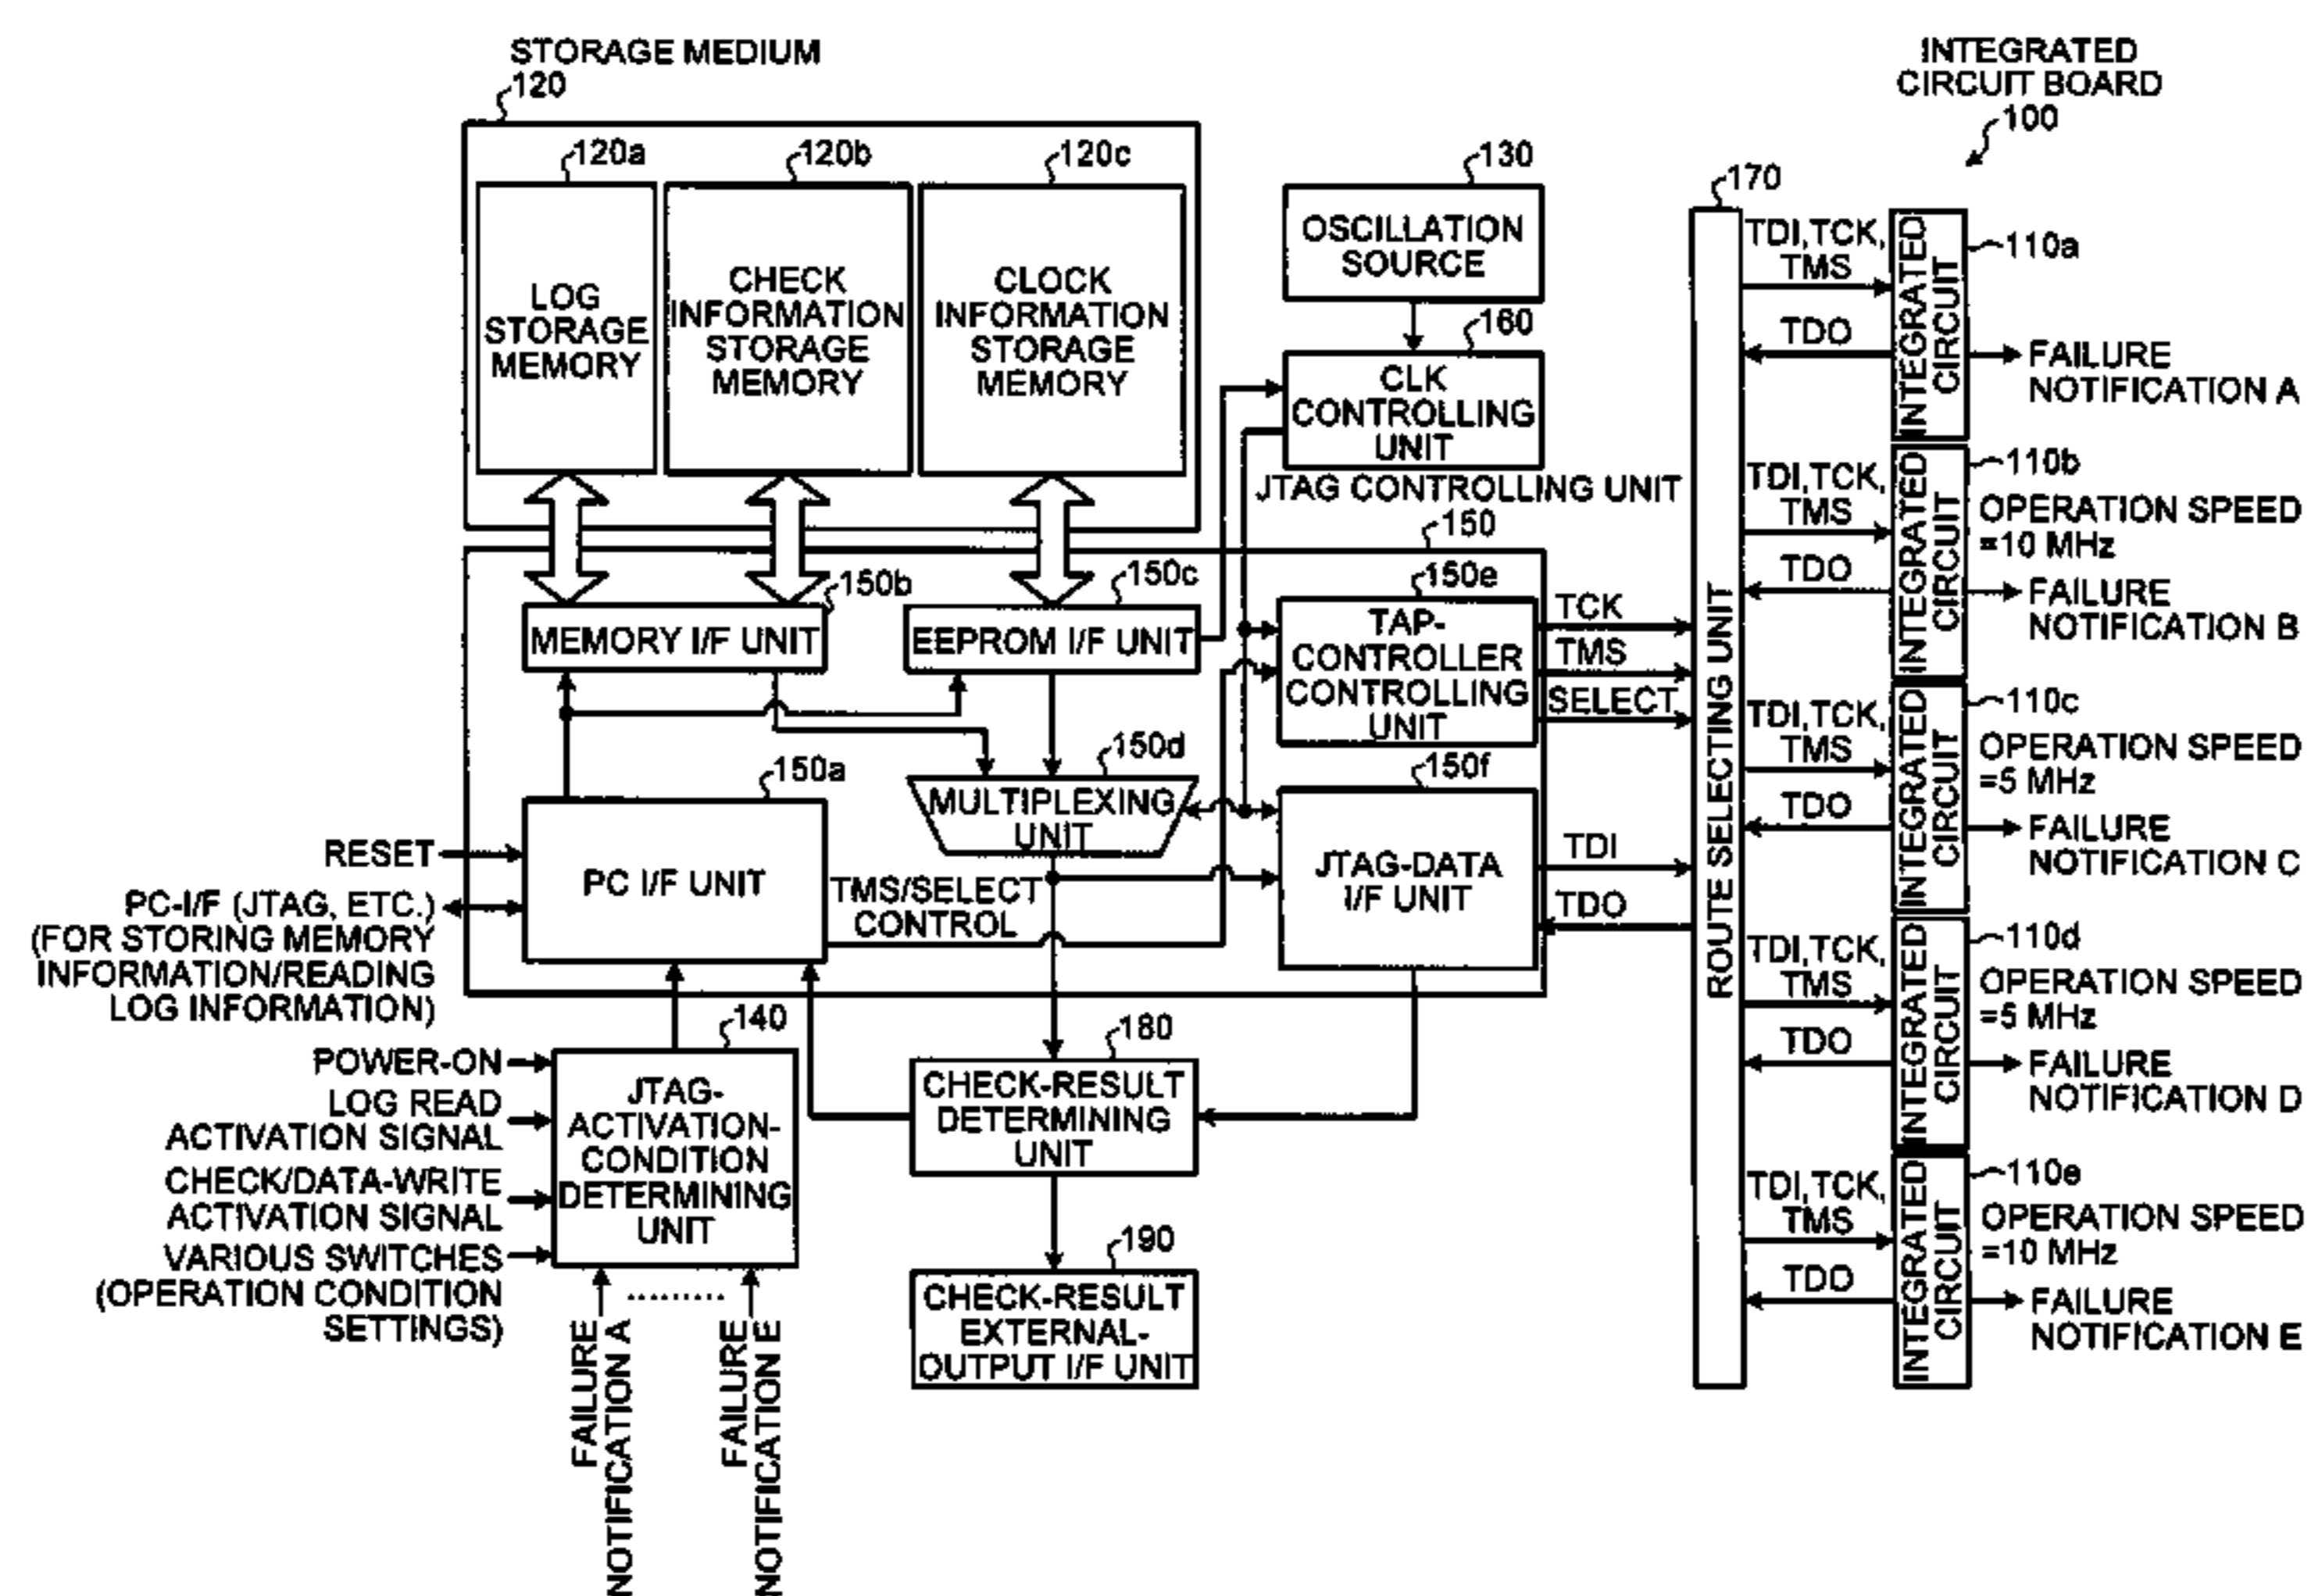 STORAGE MEDIUM
120
INTEGRATED
CIRCUIT BOARD
100
120a
LOG
STORAGE
MEMORY
120b
CHECK
INFORMATION
STORAGE
MEMORY
120c
CLOCK
INFORMATION
STORAGE
MEMORY
130
OSCILLATION
SOURCE
160
CLK
CONTROLLING
UNIT
JTAG CONTROLLING UNIT
150
150b
MEMORY I/F UNIT
150c
EEPROM I/F UNIT
150e
TAP-
CONTROLLER
CONTROLLING
UNIT
TCK
TMS
SELECT
150a
PC I/F UNIT
150d
MULTIPLEXING
UNIT
150f
JTAG-DATA
I/F UNIT
TDI
TDO
RESET
PC-I/F (JTAG, ETC.)
(FOR STORING MEMORY
INFORMATION/READING
LOG INFORMATION)
TMS/SELECT
CONTROL
140
JTAG-
ACTIVATION-
CONDITION
DETERMINING
UNIT
POWER-ON
LOG READ
ACTIVATION SIGNAL
CHECK/DATA-WRITE
ACTIVATION SIGNAL
VARIOUS SWITCHES
(OPERATION CONDITION
SETTINGS)
FAILURE
NOTIFICATION A
FAILURE
NOTIFICATION E
180
CHECK-RESULT
DETERMINING
UNIT
190
CHECK-RESULT
EXTERNAL-
OUTPUT I/F UNIT
170
ROUTE SELECTING UNIT
TDI,TCK,
TMS
TDO
INTEGRATED
CIRCUIT
110a
FAILURE
NOTIFICATION A
TDI,TCK,
TMS
TDO
INTEGRATED
CIRCUIT
110b
OPERATION SPEED
=10 MHz
FAILURE
NOTIFICATION B
TDI,TCK,
TMS
TDO
INTEGRATED
CIRCUIT
110c
OPERATION SPEED
=5 MHz
FAILURE
NOTIFICATION C
TDI,TCK,
TMS
TDO
INTEGRATED
CIRCUIT
110d
OPERATION SPEED
=5 MHz
FAILURE
NOTIFICATION D
TDI,TCK,
TMS
TDO
INTEGRATED
CIRCUIT
110e
OPERATION SPEED
=10 MHz
FAILURE
NOTIFICATION E